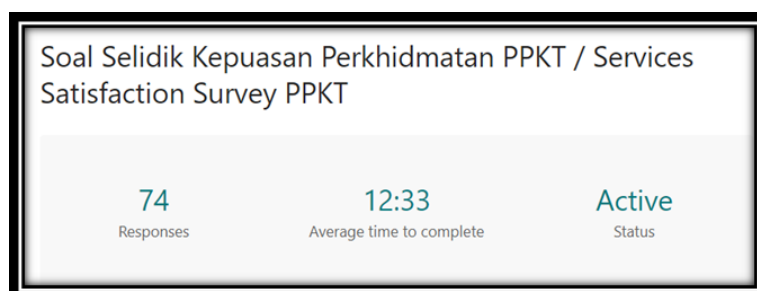 Soal Selidik Kepuasan Perkhidmatan PPKT / Services
Satisfaction Survey PPKT
74 12:33 Active
Responses Average time to complete Status